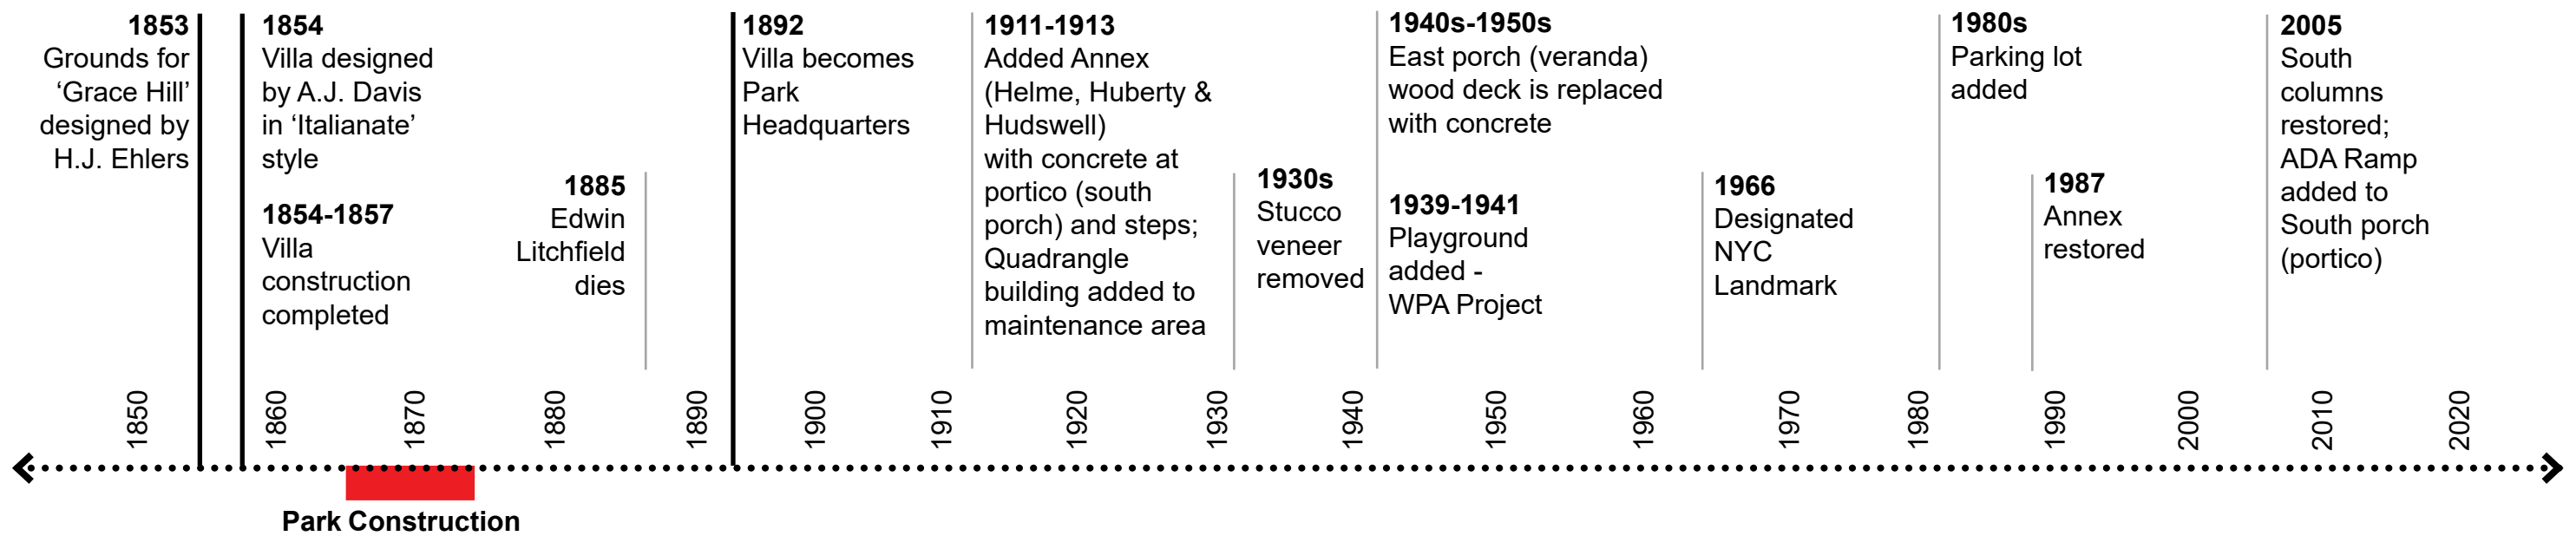 1853
Grounds for
‘Grace Hill’
designed by
H.J. Ehlers
1854
Villa designed
by A.J. Davis
in ‘Italianate’
style
1854-1857
Villa
construction
completed
1885
Edwin
Litchfield
dies
1892
Villa becomes
Park
Headquarters
1911-1913
Added Annex
(Helme, Huberty &
Hudswell)
with concrete at
portico (south
porch) and steps;
Quadrangle
building added to
maintenance area
1930s
Stucco
veneer
removed
1940s-1950s
East porch (veranda)
wood deck is replaced
with concrete
1939-1941
Playground
added -
WPA Project
1966
Designated
NYC
Landmark
1980s
Parking lot
added
1987
Annex
restored
2005
South
columns
restored;
ADA Ramp
added to
South porch
(portico)
1850
1860
1870
1880
1890
1900
1910
1920
1930
1940
1950
1960
1970
1980
1990
2000
2010
2020
Park Construction